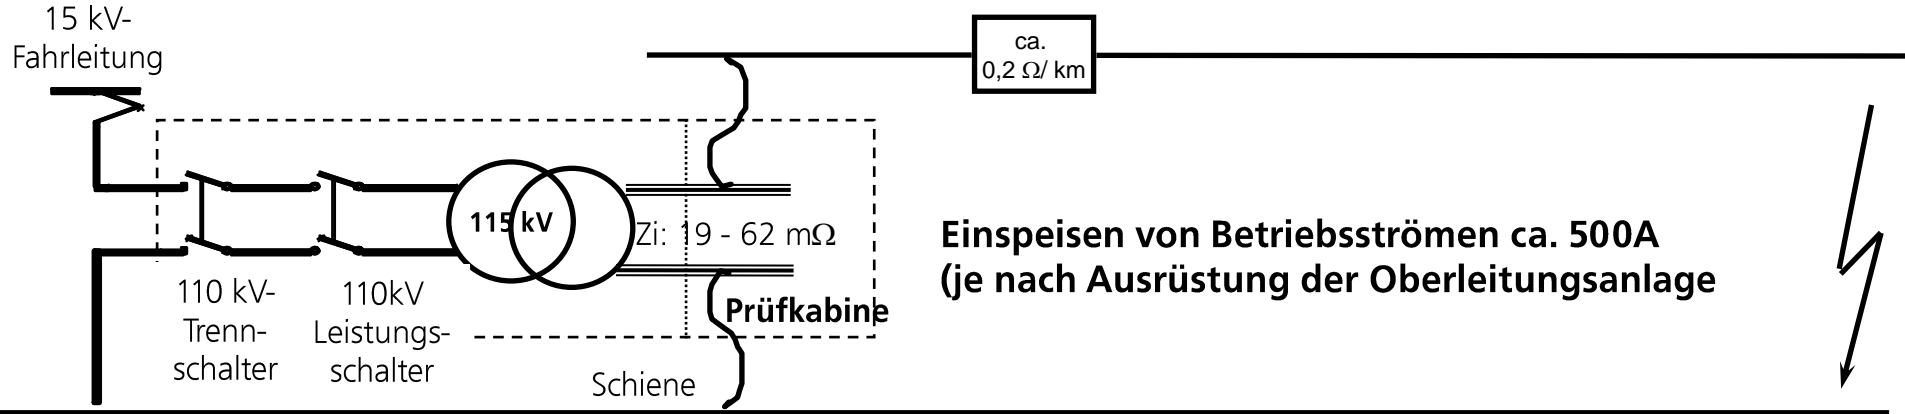 15 kV-
Fahrleitung
ca.
0,2 Ω/ km
115 kV
Zi: 19 - 62 mΩ
Einspeisen von Betriebsströmen ca. 500A
(je nach Ausrüstung der Oberleitungsanlage
110 kV-
Trenn-
schalter
110kV
Leistungs-
schalter
Prüfkabine
Schiene